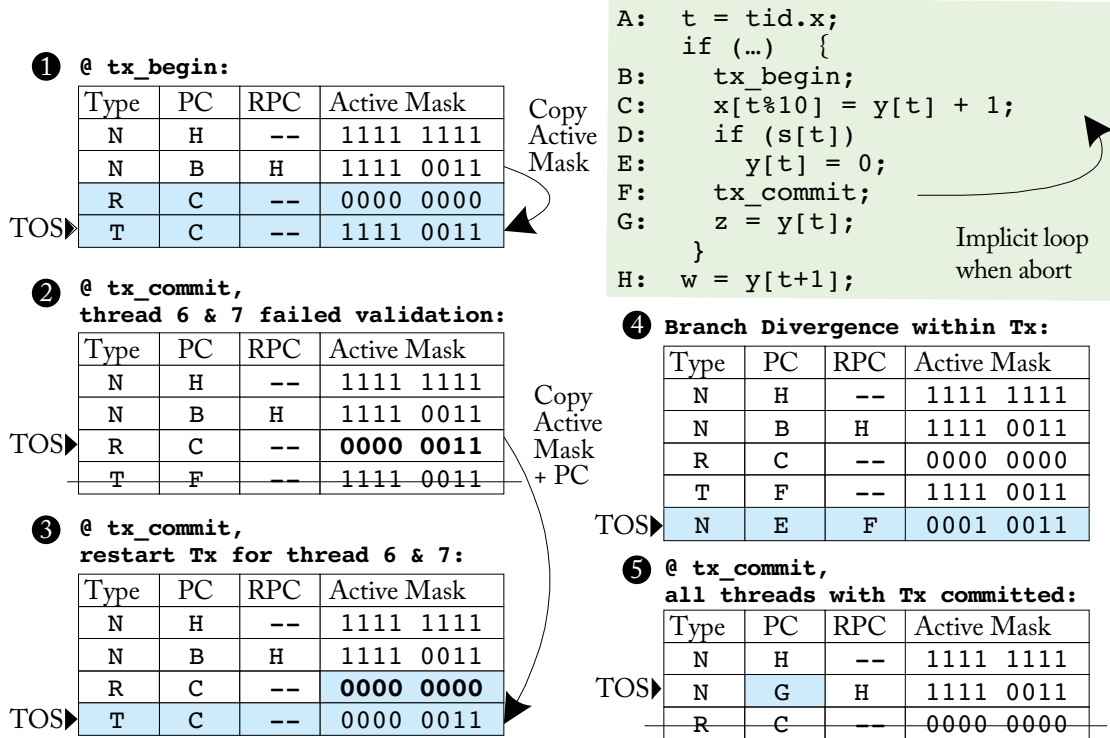 ❶ @ tx_begin:
Type PC RPC Active Mask
N H -- 1111 1111
N B H 1111 0011
R C -- 0000 0000
TOS T C -- 1111 0011
Copy
Active
Mask
❷ @ tx_commit,
thread 6 & 7 failed validation:
Type PC RPC Active Mask
N H -- 1111 1111
N B H 1111 0011
TOS R C -- 0000 0011
T F -- 1111 0011
Copy
Active
Mask
+ PC
❸ @ tx_commit,
restart Tx for thread 6 & 7:
Type PC RPC Active Mask
N H -- 1111 1111
N B H 1111 0011
R C -- 0000 0000
TOS T C -- 0000 0011
A: t = tid.x;
if (…) {
B: tx_begin;
C: x[t%10] = y[t] + 1;
D: if (s[t])
E: y[t] = 0;
F: tx_commit;
G: z = y[t];
}
H: w = y[t+1];
Implicit loop
when abort
❹ Branch Divergence within Tx:
Type PC RPC Active Mask
N H -- 1111 1111
N B H 1111 0011
R C -- 0000 0000
T F -- 1111 0011
TOS N E F 0001 0011
❺ @ tx_commit,
all threads with Tx committed:
Type PC RPC Active Mask
N H -- 1111 1111
TOS N G H 1111 0011
R C -- 0000 0000